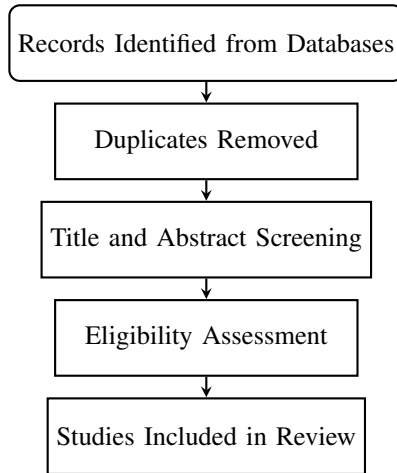 Records Identified from Databases
Duplicates Removed
Title and Abstract Screening
Eligibility Assessment
Studies Included in Review